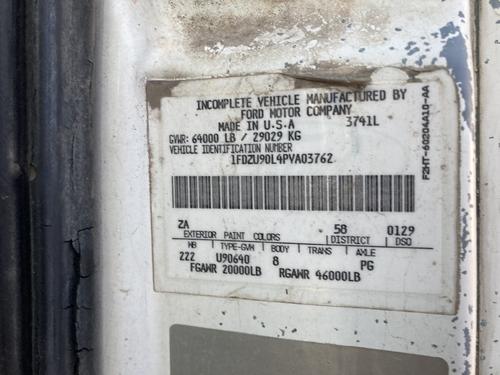 INCOMPLETE VEHICLE MANUFACTURED BY
FORD MOTOR COMPANY
MADE IN U.S.A 3741L
GVWR: 64000 LB / 29029 KG
VEHICLE IDENTIFICATION NUMBER
1FDZU90L4PVA03762
ZA 58 0129
EXTERIOR PAINT COLORS DISTRICT DSO
WB TYPE-GVW BODY TRANS AXLE
222 U90640 8 PG
FGAWR 20000LB RGAWR 46000LB
F2HT-60204A10-AA